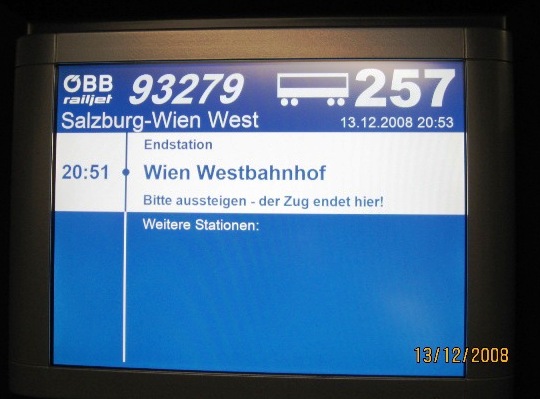 ÖBB
railjet
93279
257
Salzburg-Wien West
13.12.2008 20:53
Endstation
20:51
Wien Westbahnhof
Bitte aussteigen - der Zug endet hier!
Weitere Stationen:
13/12/2008